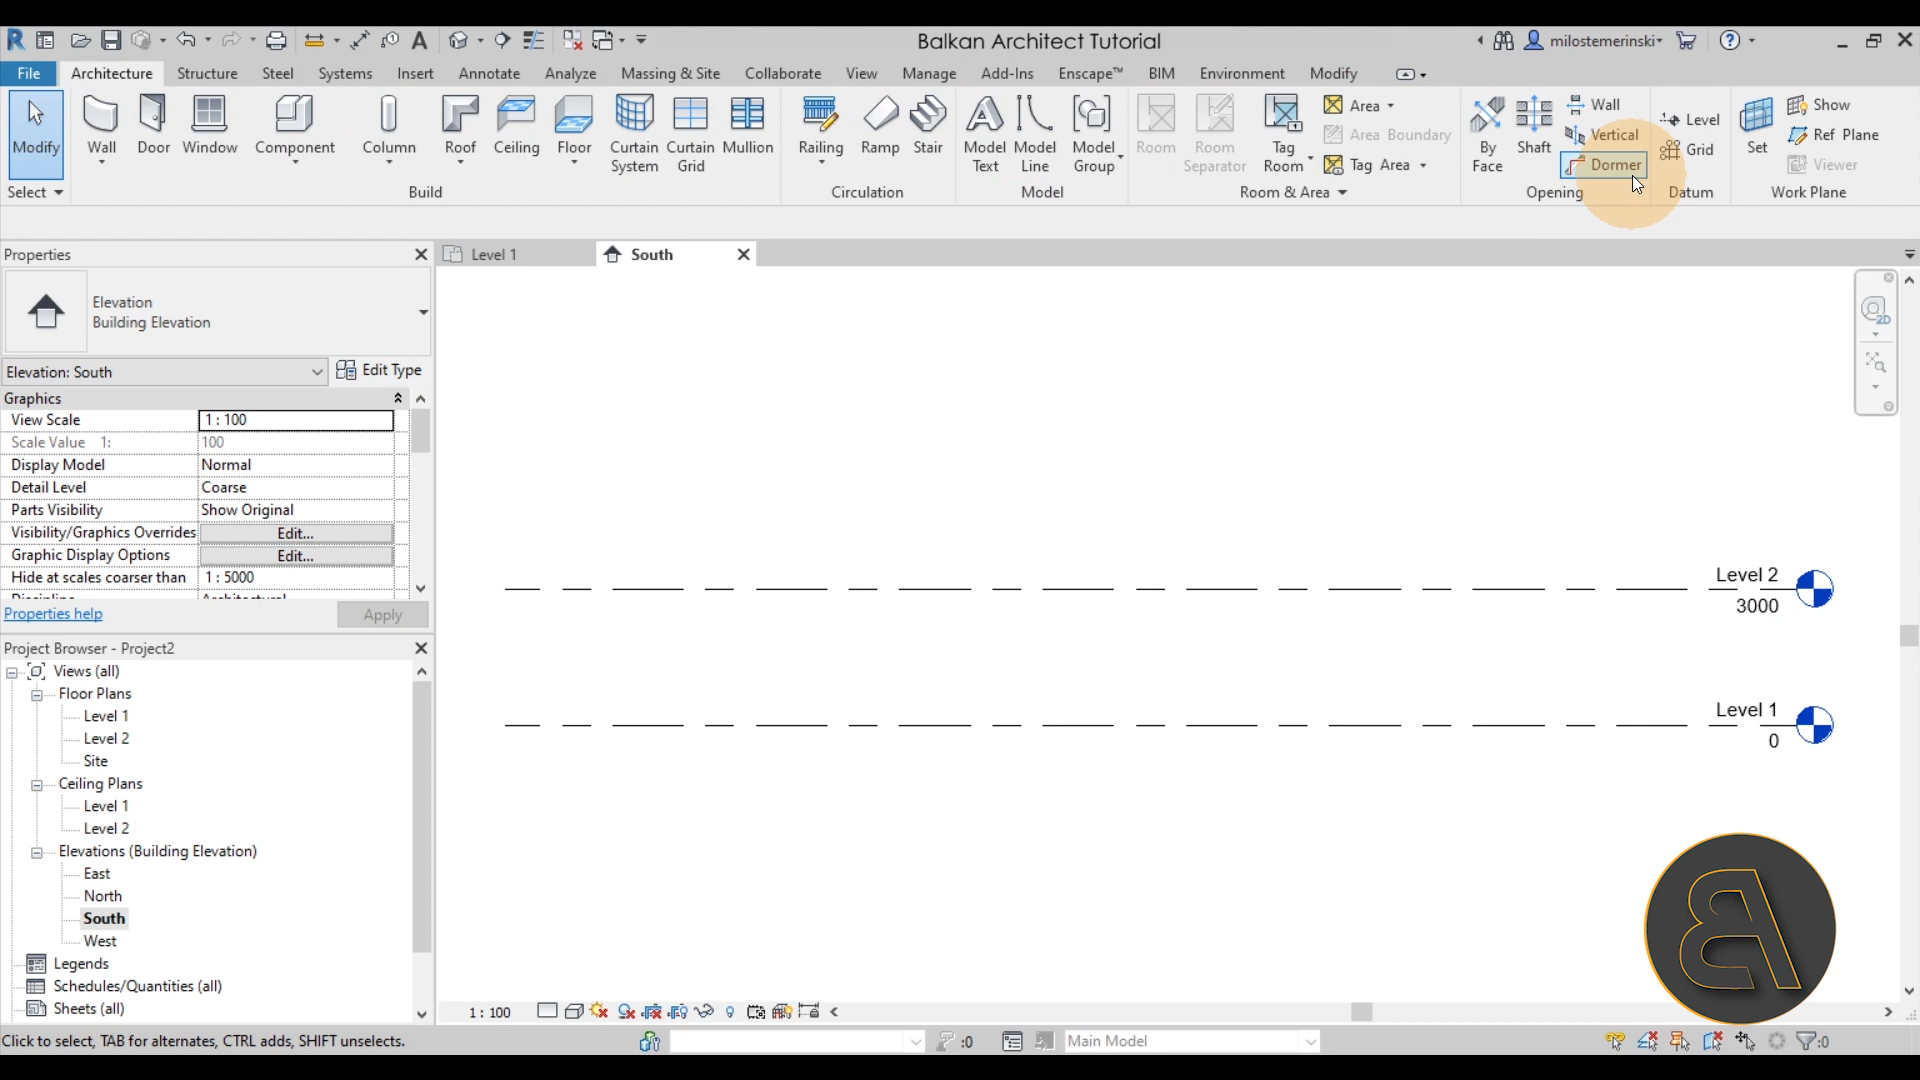 Balkan Architect Tutorial
milostemerinski
File Architecture Structure Steel Systems Insert Annotate Analyze Massing & Site Collaborate View Manage Add-Ins Enscape™ BIM Environment Modify
Modify
Wall Door Window Component Column Roof Ceiling Floor Curtain System Curtain Grid Mullion
Railing Ramp Stair
Model Text Model Line Model Group
Room Room Separator Tag Room
Area
Area Boundary
Tag Area
By Face Shaft
Wall
Vertical
Dormer
Level
Grid
Set
Show
Ref Plane
Viewer
Select Build Circulation Model Room & Area Opening Datum Work Plane
Properties
Level 1 South
Elevation
Building Elevation
Elevation: South Edit Type
Graphics
View Scale 1 : 100
Scale Value 1: 100
Display Model Normal
Detail Level Coarse
Parts Visibility Show Original
Visibility/Graphics Overrides Edit...
Graphic Display Options Edit...
Hide at scales coarser than 1 : 5000
Discipline Architectural
Properties help Apply
Project Browser - Project2
Views (all)
Floor Plans
Level 1
Level 2
Site
Ceiling Plans
Level 1
Level 2
Elevations (Building Elevation)
East
North
South
West
Legends
Schedules/Quantities (all)
Sheets (all)
2D
Level 2
3000
Level 1
0
1 : 100
Click to select, TAB for alternates, CTRL adds, SHIFT unselects.
:0
Main Model
:0